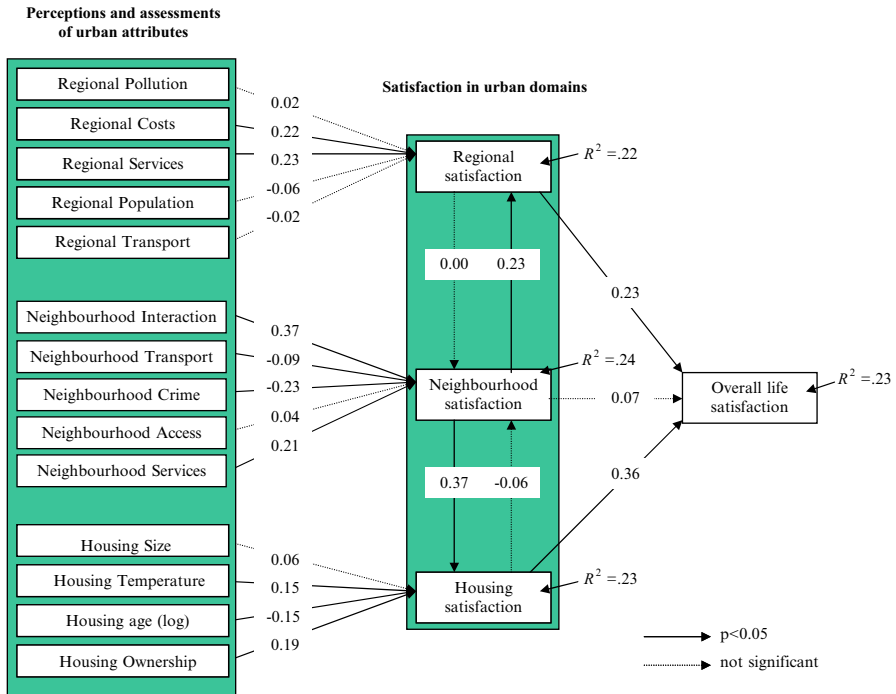 Perceptions and assessments
of urban attributes
Satisfaction in urban domains
Regional Pollution
Regional Costs
Regional Services
Regional Population
Regional Transport
0.02
0.22
0.23
-0.06
-0.02
Regional
satisfaction
R² =.22
0.00 0.23
0.23
Neighbourhood Interaction
Neighbourhood Transport
Neighbourhood Crime
Neighbourhood Access
Neighbourhood Services
0.37
-0.09
-0.23
0.04
0.21
Neighbourhood
satisfaction
R² =.24
0.07
Overall life
satisfaction
R² =.23
0.37 -0.06
0.36
Housing Size
Housing Temperature
Housing age (log)
Housing Ownership
0.06
0.15
-0.15
0.19
Housing
satisfaction
R² =.23
p<0.05
not significant